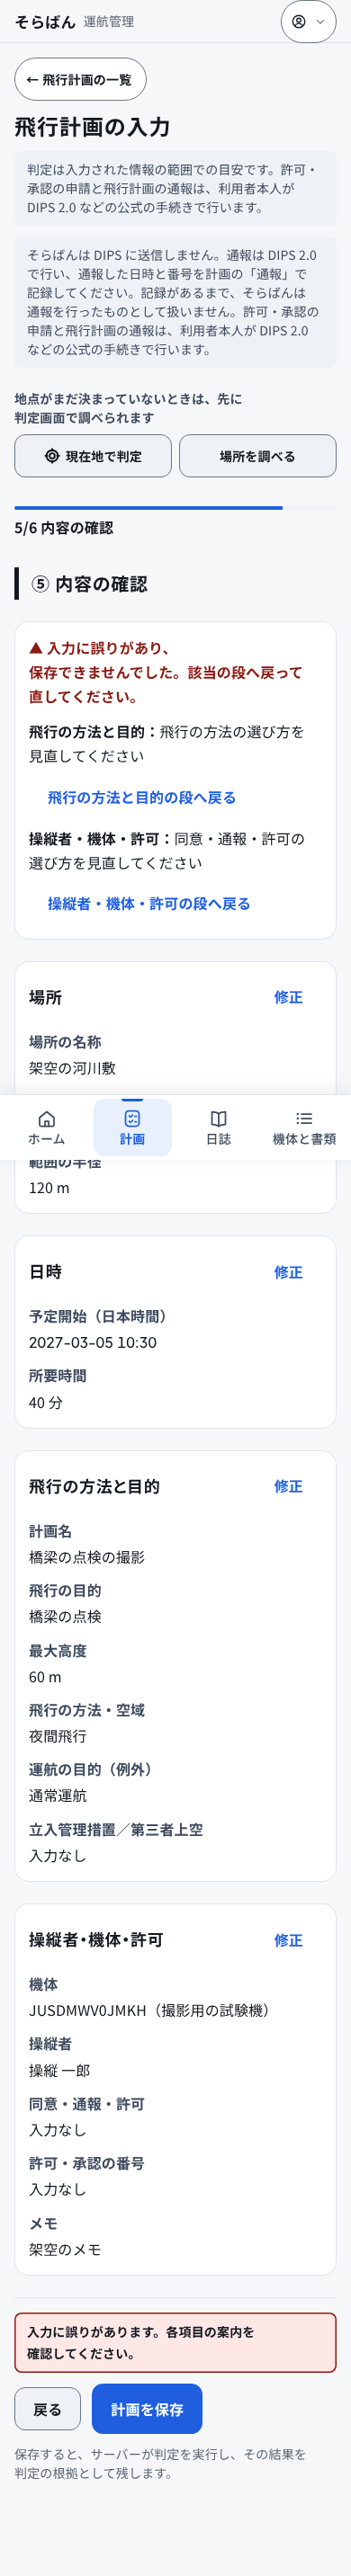 そらばん 運航管理
← 飛行計画の一覧
飛行計画の入力
判定は入力された情報の範囲での目安です。許可・
承認の申請と飛行計画の通報は、利用者本人が
DIPS 2.0 などの公式の手続きで行います。
そらばんは DIPS に送信しません。通報は DIPS 2.0
で行い、通報した日時と番号を計画の「通報」で
記録してください。記録があるまで、そらばんは
通報を行ったものとして扱いません。許可・承認の
申請と飛行計画の通報は、利用者本人が DIPS 2.0
などの公式の手続きで行います。
地点がまだ決まっていないときは、先に
判定画面で調べられます
現在地で判定
場所を調べる
5/6 内容の確認
⑤ 内容の確認
▲ 入力に誤りがあり、
保存できませんでした。該当の段へ戻って
直してください。
飛行の方法と目的：飛行の方法の選び方を
見直してください
飛行の方法と目的の段へ戻る
操縦者・機体・許可：同意・通報・許可の
選び方を見直してください
操縦者・機体・許可の段へ戻る
場所 修正
場所の名称
架空の河川敷
ホーム 計画 日誌 機体と書類
範囲の半径
120 m
日時 修正
予定開始（日本時間）
2027-03-05 10:30
所要時間
40 分
飛行の方法と目的 修正
計画名
橋梁の点検の撮影
飛行の目的
橋梁の点検
最大高度
60 m
飛行の方法・空域
夜間飛行
運航の目的（例外）
通常運航
立入管理措置／第三者上空
入力なし
操縦者・機体・許可 修正
機体
JUSDMWV0JMKH（撮影用の試験機）
操縦者
操縦 一郎
同意・通報・許可
入力なし
許可・承認の番号
入力なし
メモ
架空のメモ
入力に誤りがあります。各項目の案内を
確認してください。
戻る
計画を保存
保存すると、サーバーが判定を実行し、その結果を
判定の根拠として残します。